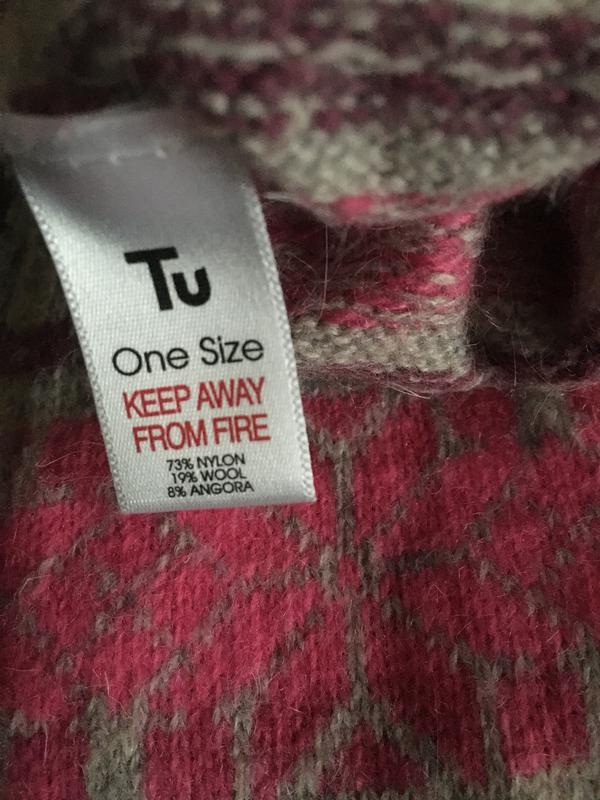 Tu
One Size
KEEP AWAY
FROM FIRE
73% NYLON
19% WOOL
8% ANGORA